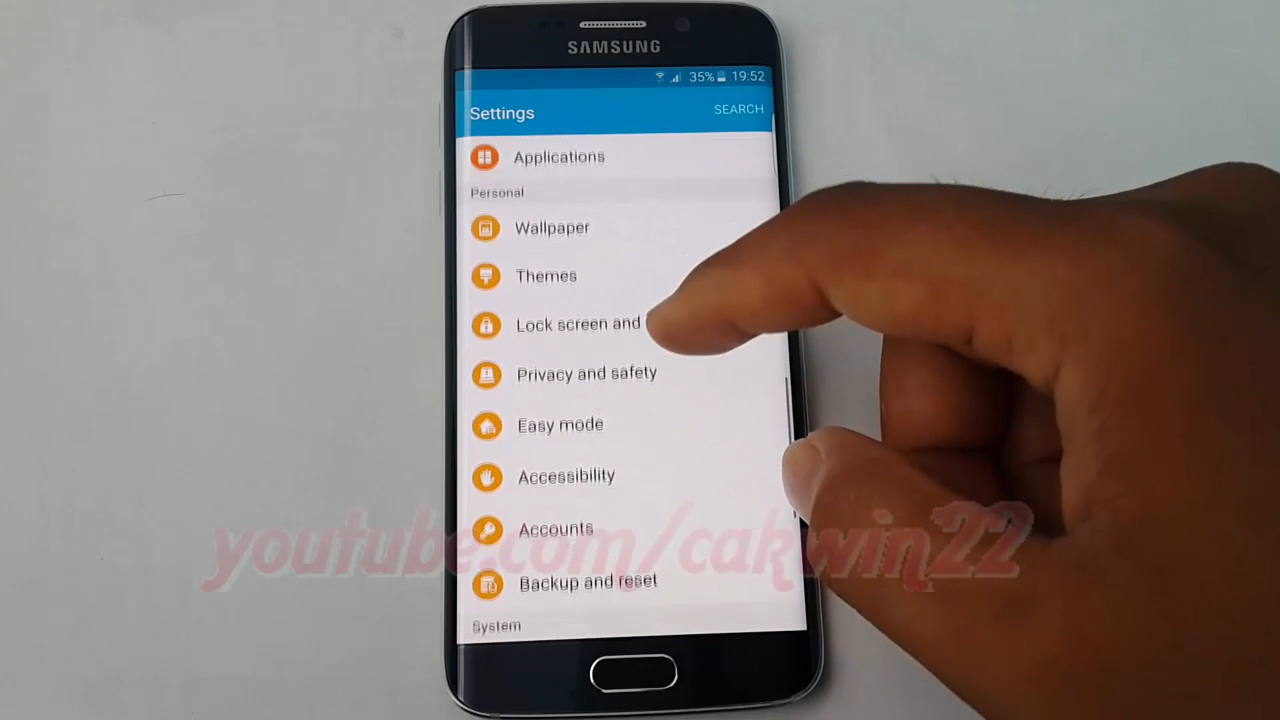 SAMSUNG
35% 19:52
Settings SEARCH
Applications
Personal
Wallpaper
Themes
Lock screen and
Privacy and safety
Easy mode
Accessibility
Accounts
Backup and reset
System
youtube.com/cakwin22